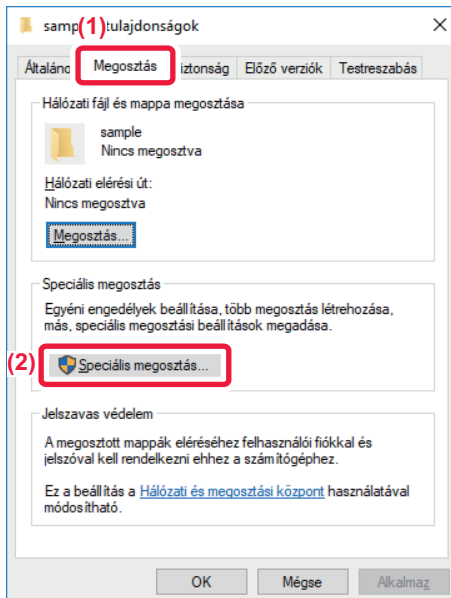 samp (1) tulajdonságok
Általáno Megosztás iztonság Előző verziók Testreszabás
Hálózati fájl és mappa megosztása
sample
Nincs megosztva
Hálózati elérési út:
Nincs megosztva
Megosztás...
Speciális megosztás
Egyéni engedélyek beállítása, több megosztás létrehozása,
más, speciális megosztási beállítások megadása.
(2) Speciális megosztás...
Jelszavas védelem
A megosztott mappák eléréséhez felhasználói fiókkal és
jelszóval kell rendelkezni ehhez a számítógéphez.
Ez a beállítás a Hálózati és megosztási központ használatával
módosítható.
OK Mégse Alkalmaz